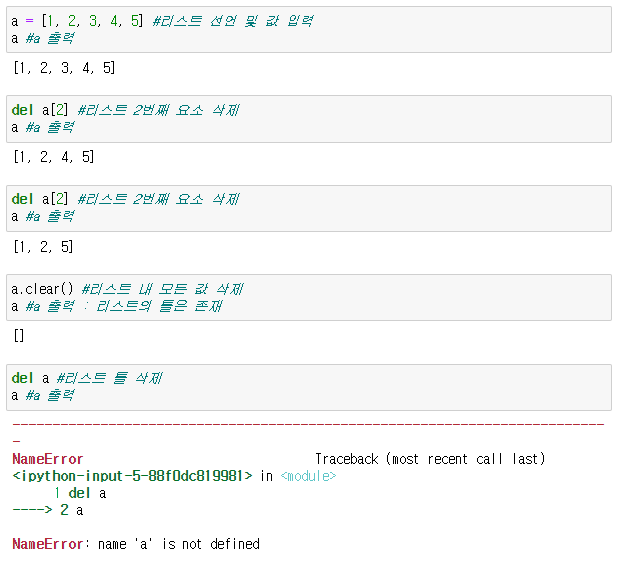 a = [1, 2, 3, 4, 5] #리스트 선언 및 값 입력
a #a 출력
[1, 2, 3, 4, 5]
del a[2] #리스트 2번째 요소 삭제
a #a 출력
[1, 2, 4, 5]
del a[2] #리스트 2번째 요소 삭제
a #a 출력
[1, 2, 5]
a.clear() #리스트 내 모든 값 삭제
a #a 출력 : 리스트의 틀은 존재
[]
del a #리스트 틀 삭제
a #a 출력
---------------------------------------------------------------------------
NameError                                 Traceback (most recent call last)
<ipython-input-5-88f0dc819981> in <module>
      1 del a
----> 2 a
NameError: name 'a' is not defined